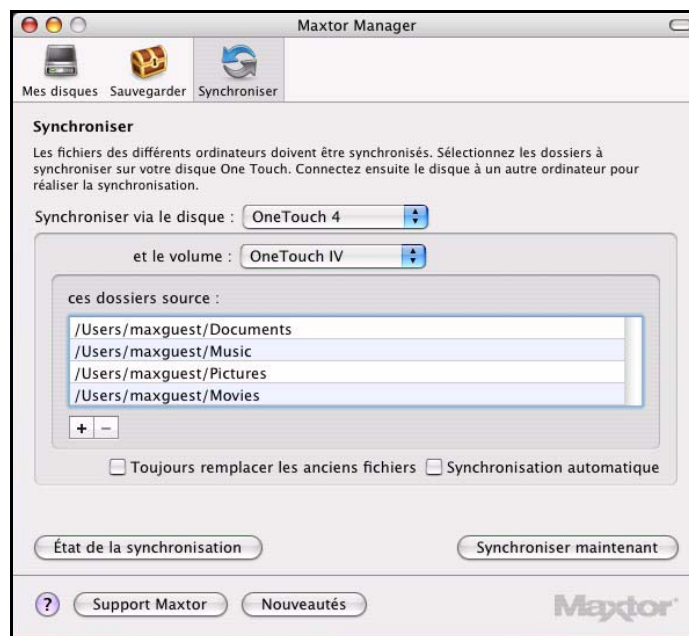 Maxtor Manager
Mes disques Sauvegarder Synchroniser
Synchroniser
Les fichiers des différents ordinateurs doivent être synchronisés. Sélectionnez les dossiers à
synchroniser sur votre disque One Touch. Connectez ensuite le disque à un autre ordinateur pour
réaliser la synchronisation.
Synchroniser via le disque : OneTouch 4
et le volume : OneTouch IV
ces dossiers source :
/Users/maxguest/Documents
/Users/maxguest/Music
/Users/maxguest/Pictures
/Users/maxguest/Movies
+ −
Toujours remplacer les anciens fichiers Synchronisation automatique
État de la synchronisation Synchroniser maintenant
? Support Maxtor Nouveautés Maxtor